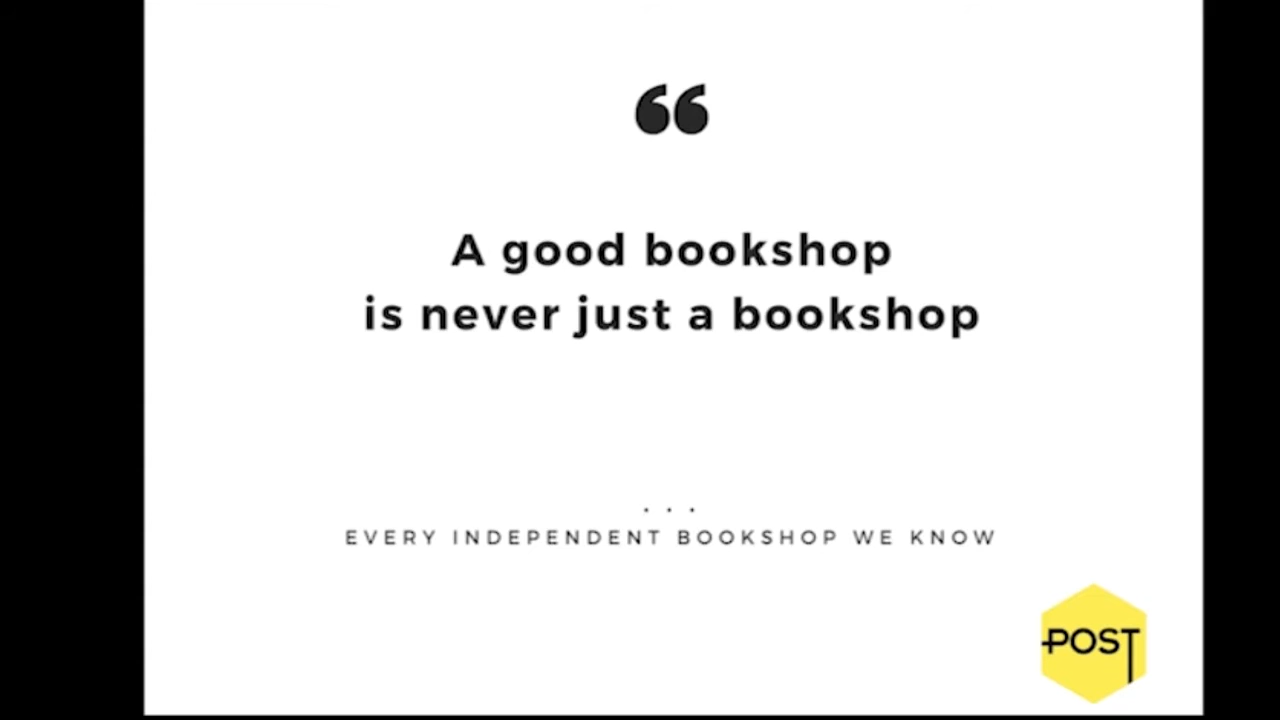 “
A good bookshop
is never just a bookshop
. . .
EVERY INDEPENDENT BOOKSHOP WE KNOW
POST